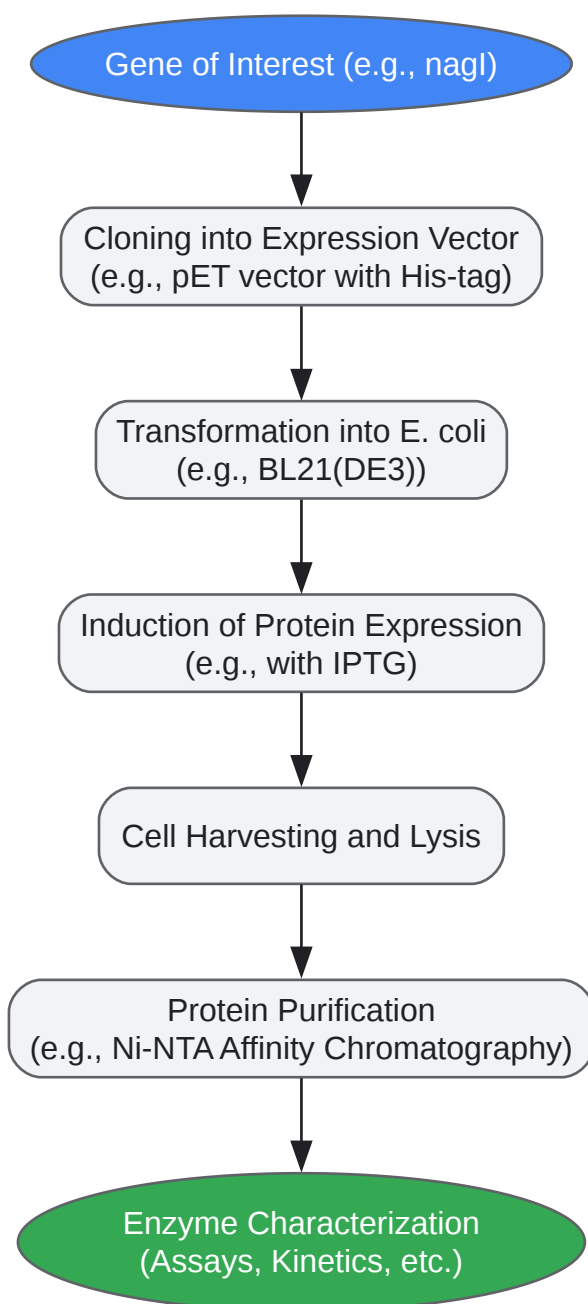 Gene of Interest (e.g., nagI)
Cloning into Expression Vector
(e.g., pET vector with His-tag)
Transformation into E. coli
(e.g., BL21(DE3))
Induction of Protein Expression
(e.g., with IPTG)
Cell Harvesting and Lysis
Protein Purification
(e.g., Ni-NTA Affinity Chromatography)
Enzyme Characterization
(Assays, Kinetics, etc.)